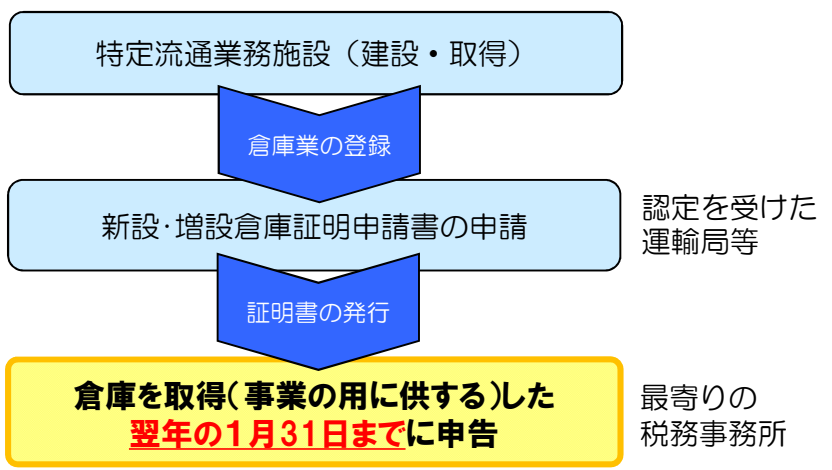 特定流通業務施設（建設・取得）
倉庫業の登録
新設･増設倉庫証明申請書の申請
認定を受けた
運輸局等
証明書の発行
倉庫を取得（事業の用に供する）した
翌年の１月31日までに申告
最寄りの
税務事務所